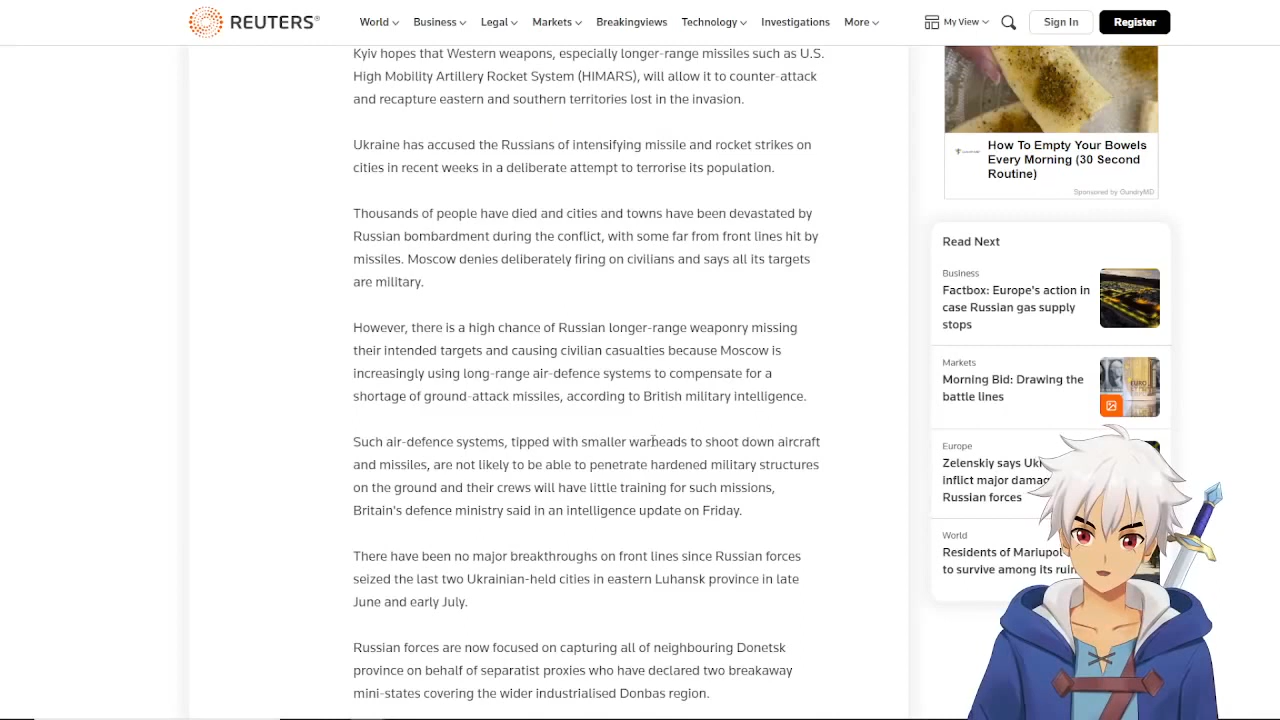 REUTERS®
World
Business
Legal
Markets
Breakingviews
Technology
Investigations
More
My View
Sign In
Register
Kyiv hopes that Western weapons, especially longer-range missiles such as U.S.
High Mobility Artillery Rocket System (HIMARS), will allow it to counter-attack
and recapture eastern and southern territories lost in the invasion.
Ukraine has accused the Russians of intensifying missile and rocket strikes on
cities in recent weeks in a deliberate attempt to terrorise its population.
Thousands of people have died and cities and towns have been devastated by
Russian bombardment during the conflict, with some far from front lines hit by
missiles. Moscow denies deliberately firing on civilians and says all its targets
are military.
However, there is a high chance of Russian longer-range weaponry missing
their intended targets and causing civilian casualties because Moscow is
increasingly using long-range air-defence systems to compensate for a
shortage of ground-attack missiles, according to British military intelligence.
Such air-defence systems, tipped with smaller warheads to shoot down aircraft
and missiles, are not likely to be able to penetrate hardened military structures
on the ground and their crews will have little training for such missions,
Britain's defence ministry said in an intelligence update on Friday.
There have been no major breakthroughs on front lines since Russian forces
seized the last two Ukrainian-held cities in eastern Luhansk province in late
June and early July.
Russian forces are now focused on capturing all of neighbouring Donetsk
province on behalf of separatist proxies who have declared two breakaway
mini-states covering the wider industrialised Donbas region.
How To Empty Your Bowels
Every Morning (30 Second
Routine)
Sponsored by GundryMD
Read Next
Business
Factbox: Europe's action in
case Russian gas supply
stops
Markets
Morning Bid: Drawing the
battle lines
EURO
Europe
Zelenskiy says Uk
inflict major damag
Russian forces
World
Residents of Mariupol
to survive among its ruin